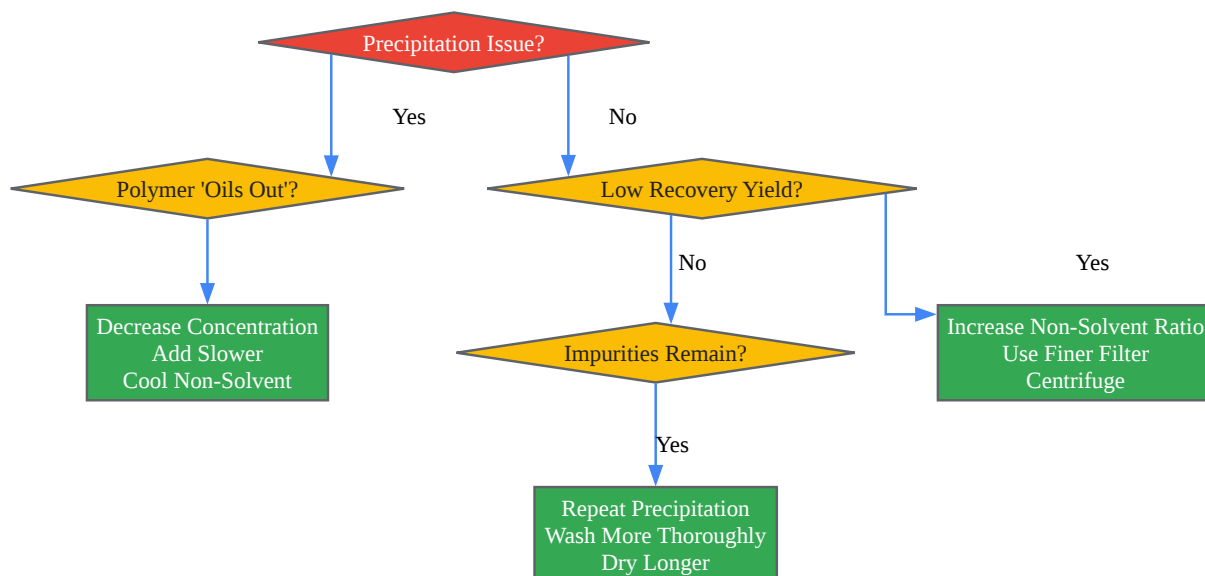 Precipitation Issue?
Yes
No
Polymer 'Oils Out'?
Low Recovery Yield?
No
Yes
Decrease Concentration
Add Slower
Cool Non-Solvent
Increase Non-Solvent Ratio
Use Finer Filter
Centrifuge
Impurities Remain?
Yes
Repeat Precipitation
Wash More Thoroughly
Dry Longer